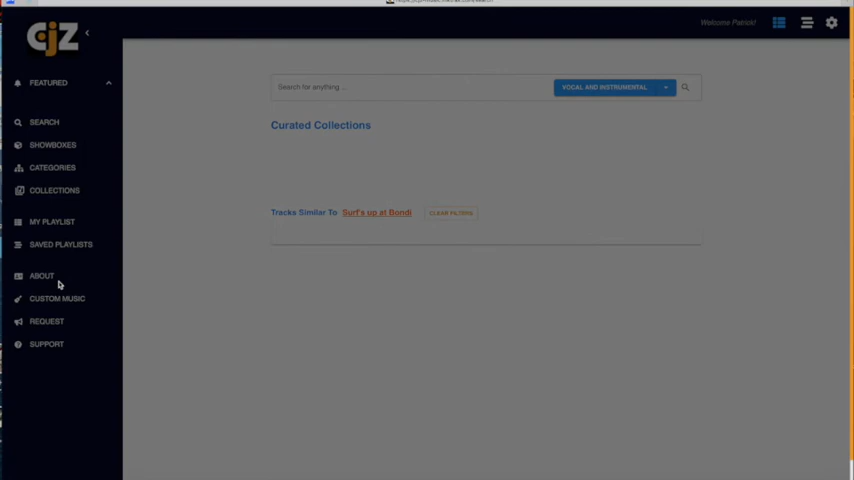 Welcome Patrick!
CJZ
FEATURED
SEARCH
SHOWBOXES
CATEGORIES
COLLECTIONS
MY PLAYLIST
SAVED PLAYLISTS
ABOUT
CUSTOM MUSIC
REQUEST
SUPPORT
Search for anything ...
VOCAL AND INSTRUMENTAL
Curated Collections
Tracks Similar To Surf's up at Bondi CLEAR FILTERS